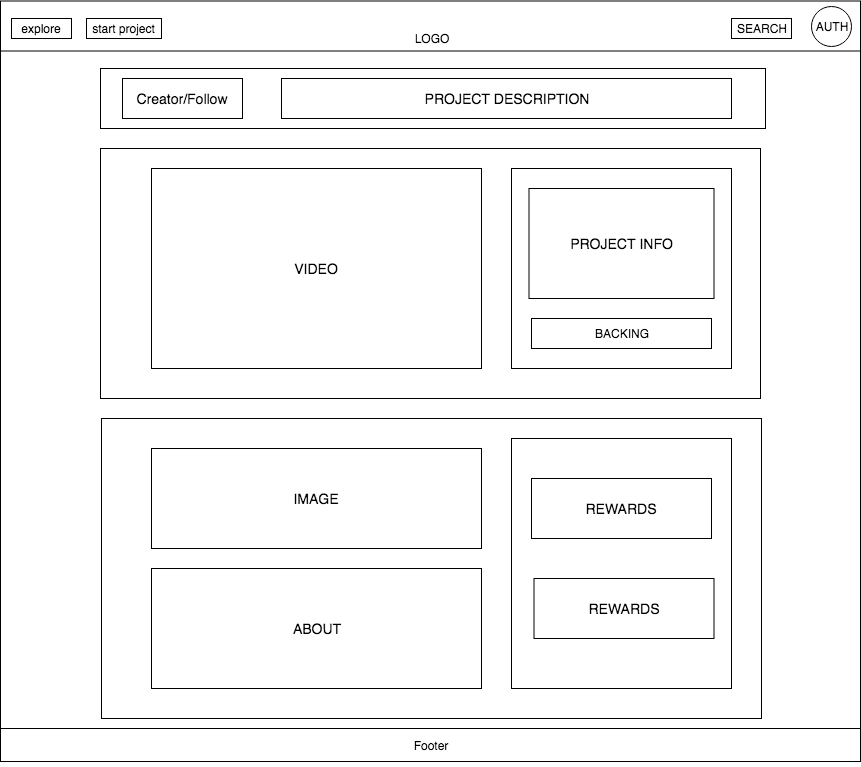 explore
start project
LOGO
SEARCH
AUTH
Creator/Follow
PROJECT DESCRIPTION
VIDEO
PROJECT INFO
BACKING
IMAGE
ABOUT
REWARDS
REWARDS
Footer